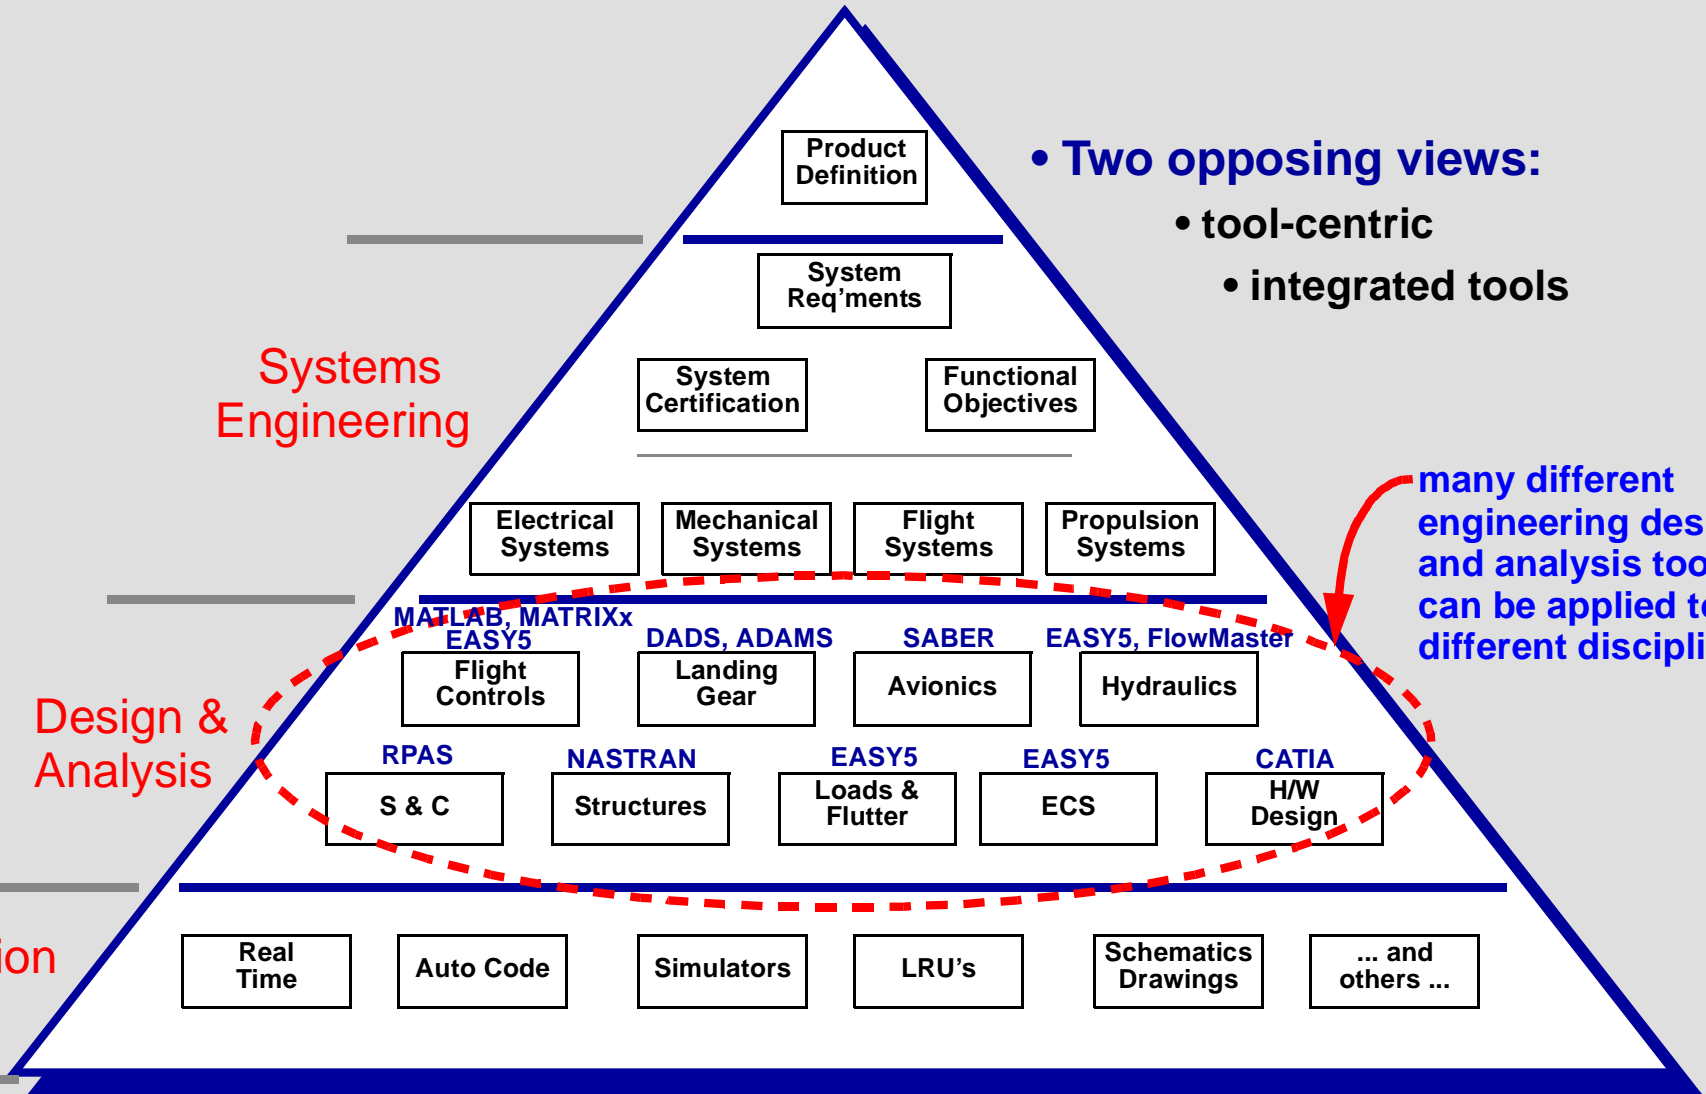 Product
Definition
• Two opposing views:
• tool-centric
• integrated tools
System
Req’ments
Systems
Engineering
System
Certification
Functional
Objectives
many different
engineering des
and analysis too
can be applied to
different discipli
Electrical
Systems
Mechanical
Systems
Flight
Systems
Propulsion
Systems
MATLAB, MATRIXx
EASY5
Flight
Controls
DADS, ADAMS
Landing
Gear
SABER
Avionics
EASY5, FlowMaster
Hydraulics
Design &
Analysis
RPAS
S & C
NASTRAN
Structures
EASY5
Loads &
Flutter
EASY5
ECS
CATIA
H/W
Design
ion
Real
Time
Auto Code
Simulators
LRU’s
Schematics
Drawings
... and
others ...